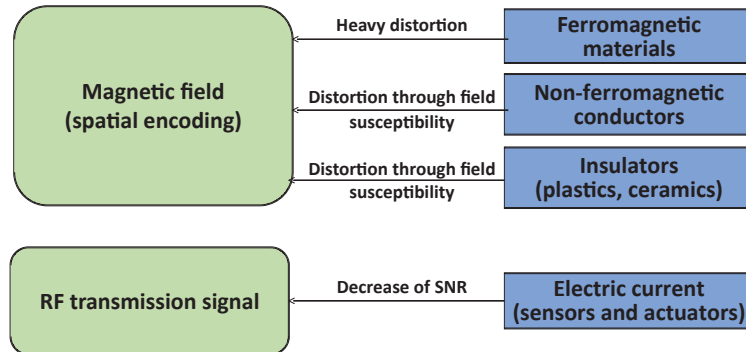 Magnetic field
(spatial encoding)
Heavy distortion
Ferromagnetic
materials
Distortion through field
susceptibility
Non-ferromagnetic
conductors
Distortion through field
susceptibility
Insulators
(plastics, ceramics)
RF transmission signal
Decrease of SNR
Electric current
(sensors and actuators)